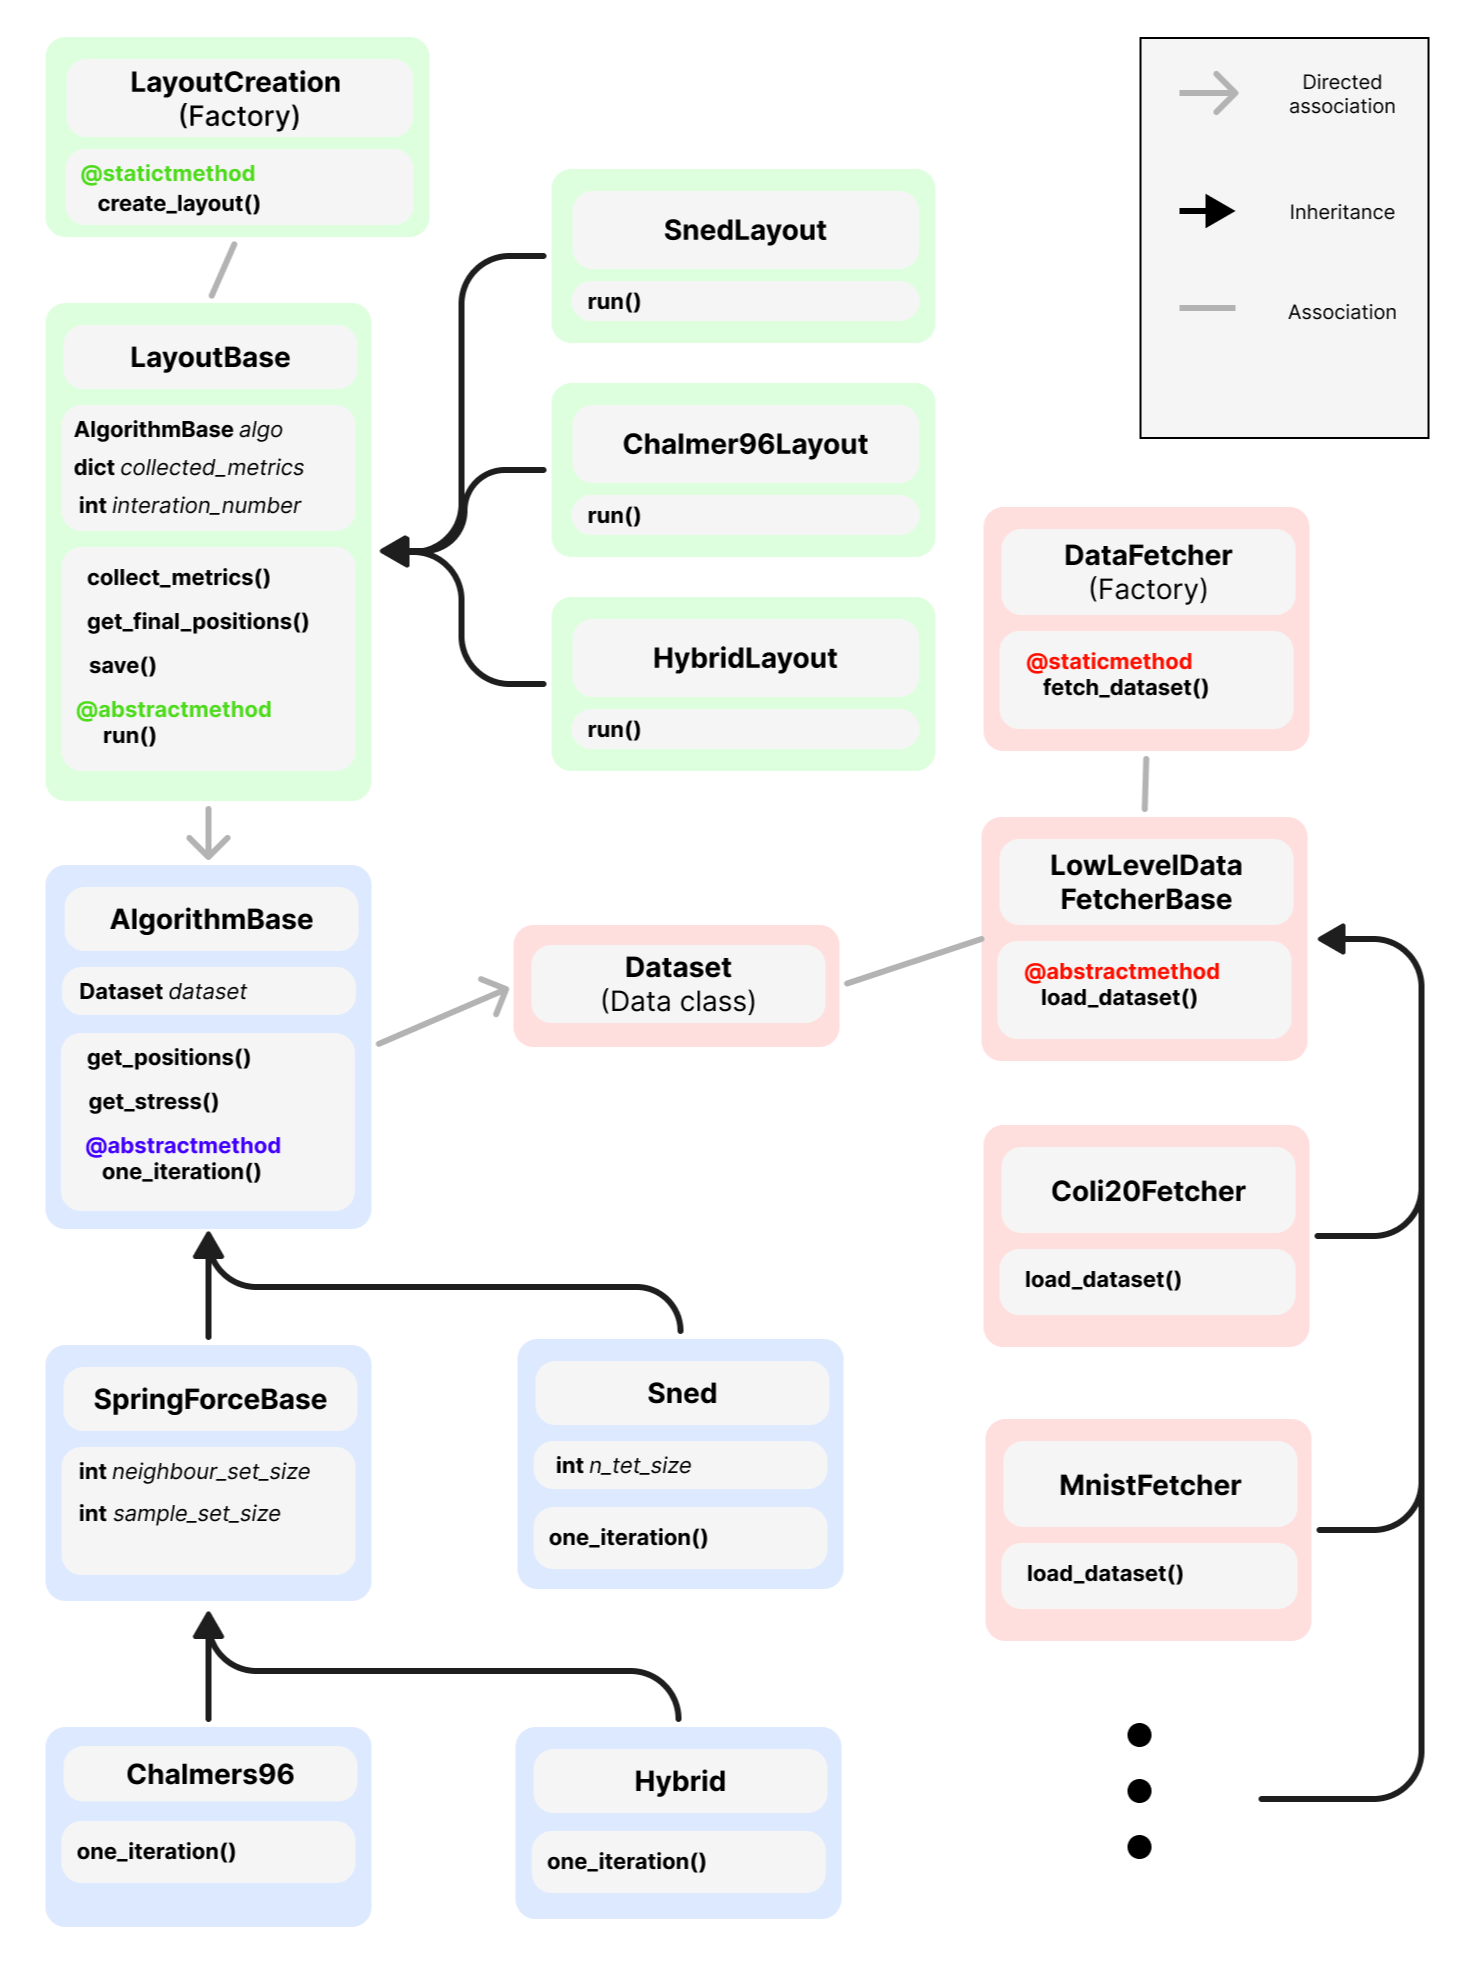 LayoutCreation
(Factory)
@statictmethod
create_layout()
LayoutBase
AlgorithmBase algo
dict collected_metrics
int interation_number
collect_metrics()
get_final_positions()
save()
@abstractmethod
run()
SnedLayout
run()
Chalmer96Layout
run()
HybridLayout
run()
Directed
association
Inheritance
Association
DataFetcher
(Factory)
@staticmethod
fetch_dataset()
LowLevelData
FetcherBase
@abstractmethod
load_dataset()
AlgorithmBase
Dataset dataset
get_positions()
get_stress()
@abstractmethod
one_iteration()
Dataset
(Data class)
Coli20Fetcher
load_dataset()
MnistFetcher
load_dataset()
SpringForceBase
int neighbour_set_size
int sample_set_size
Sned
int n_tet_size
one_iteration()
Chalmers96
one_iteration()
Hybrid
one_iteration()